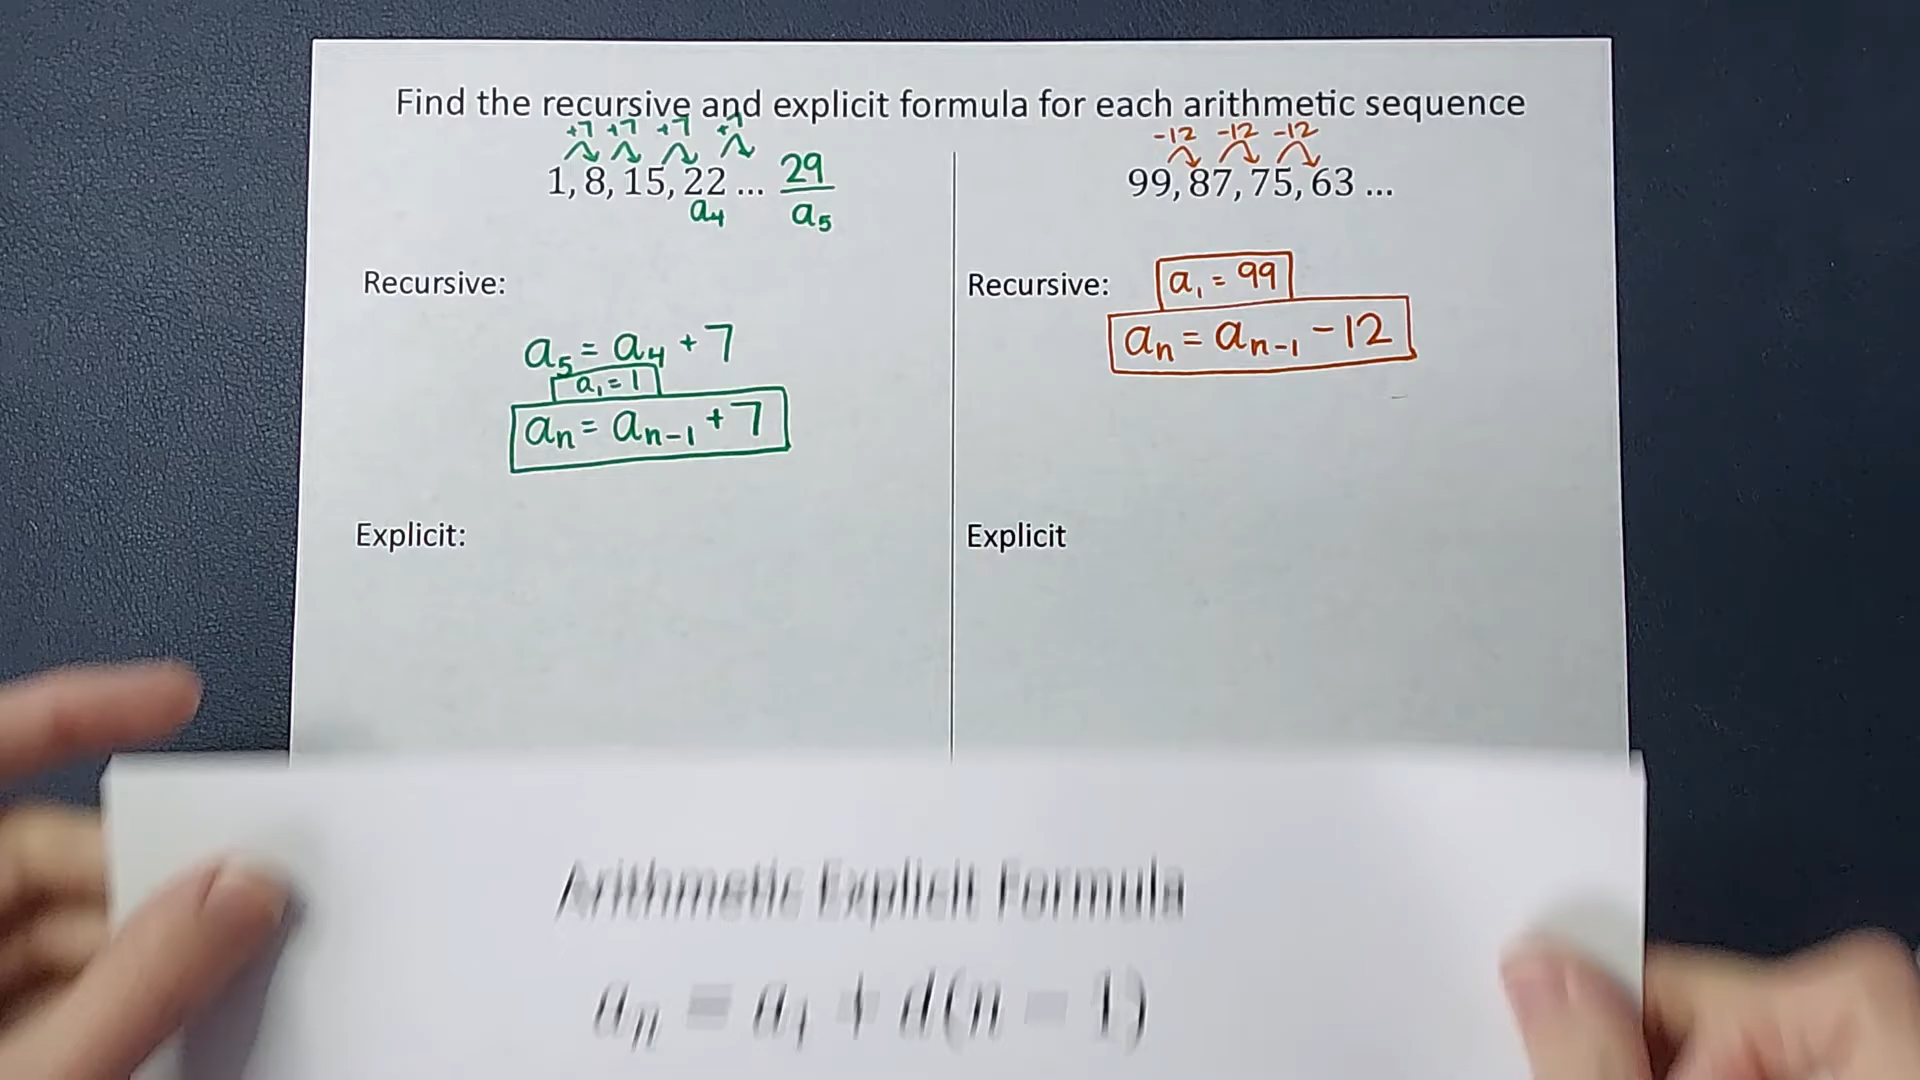 Find the recursive and explicit formula for each arithmetic sequence
+7 +7 +7 +7
1, 8, 15, 22 ... 29
a₄ a₅
Recursive:
a₅ = a₄ + 7
a₁ = 1
aₙ = aₙ₋₁ + 7
Explicit:
-12 -12 -12
99, 87, 75, 63 ...
Recursive:
a₁ = 99
aₙ = aₙ₋₁ - 12
Explicit
Arithmetic Explicit Formula
aₙ = a₁ + d(n − 1)